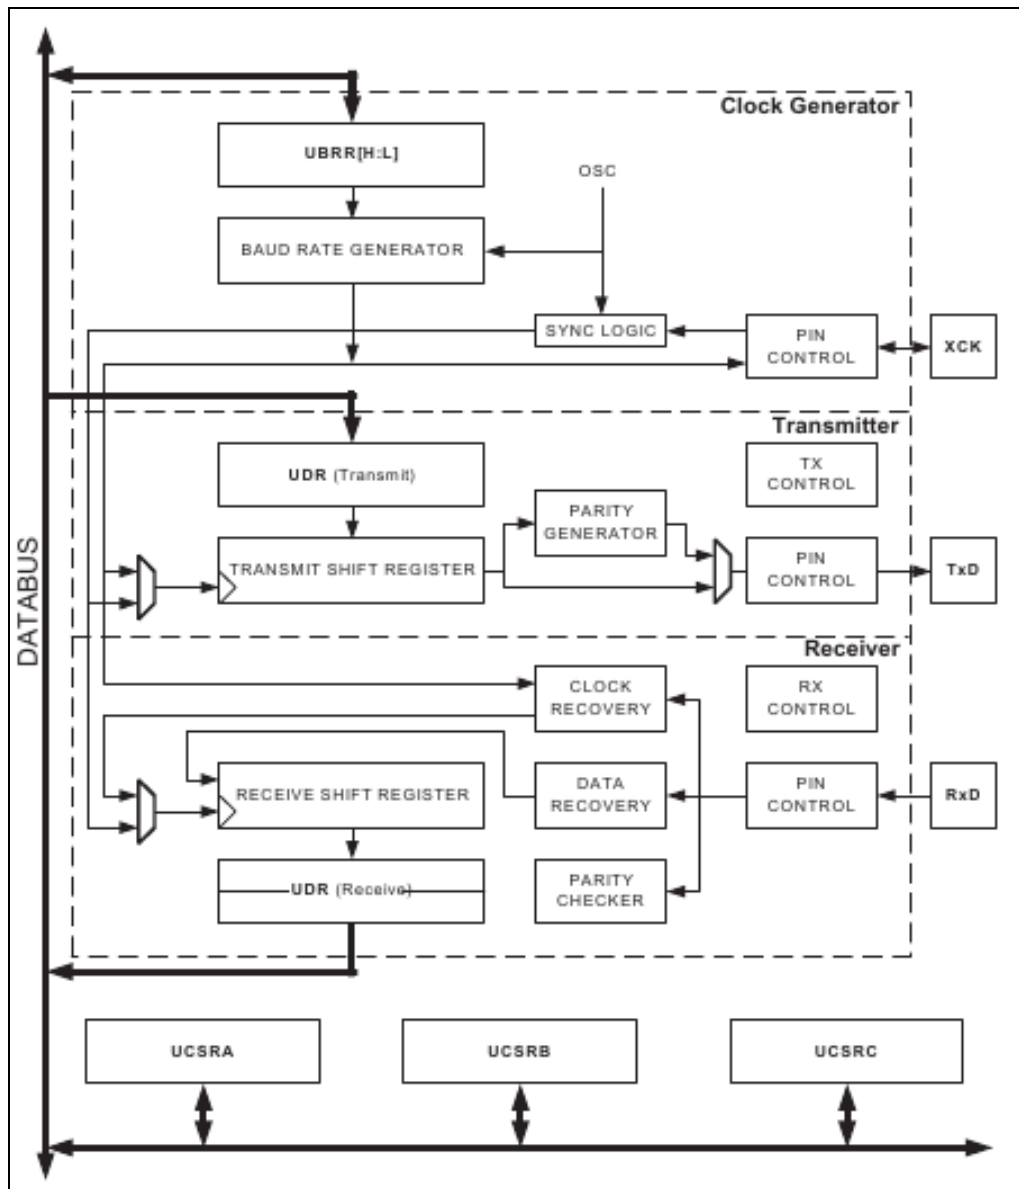 Clock Generator
UBRR[H:L]
OSC
BAUD RATE GENERATOR
SYNC LOGIC
PIN
CONTROL
XCK
Transmitter
UDR (Transmit)
TX
CONTROL
PARITY
GENERATOR
TRANSMIT SHIFT REGISTER
PIN
CONTROL
TxD
DATABUS
Receiver
CLOCK
RECOVERY
RX
CONTROL
RECEIVE SHIFT REGISTER
DATA
RECOVERY
PIN
CONTROL
RxD
UDR (Receive)
PARITY
CHECKER
UCSRA
UCSRB
UCSRC